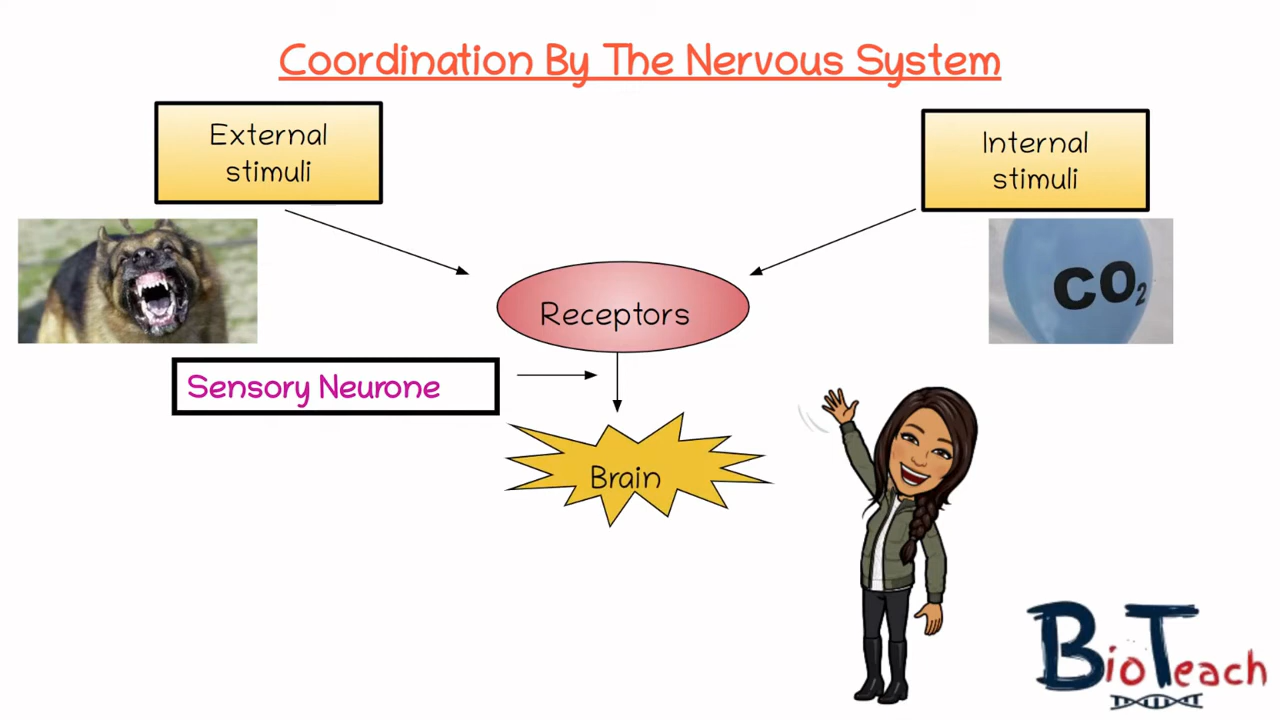 Coordination By The Nervous System
External
stimuli
Internal
stimuli
CO₂
Receptors
Sensory Neurone
Brain
BioTeach